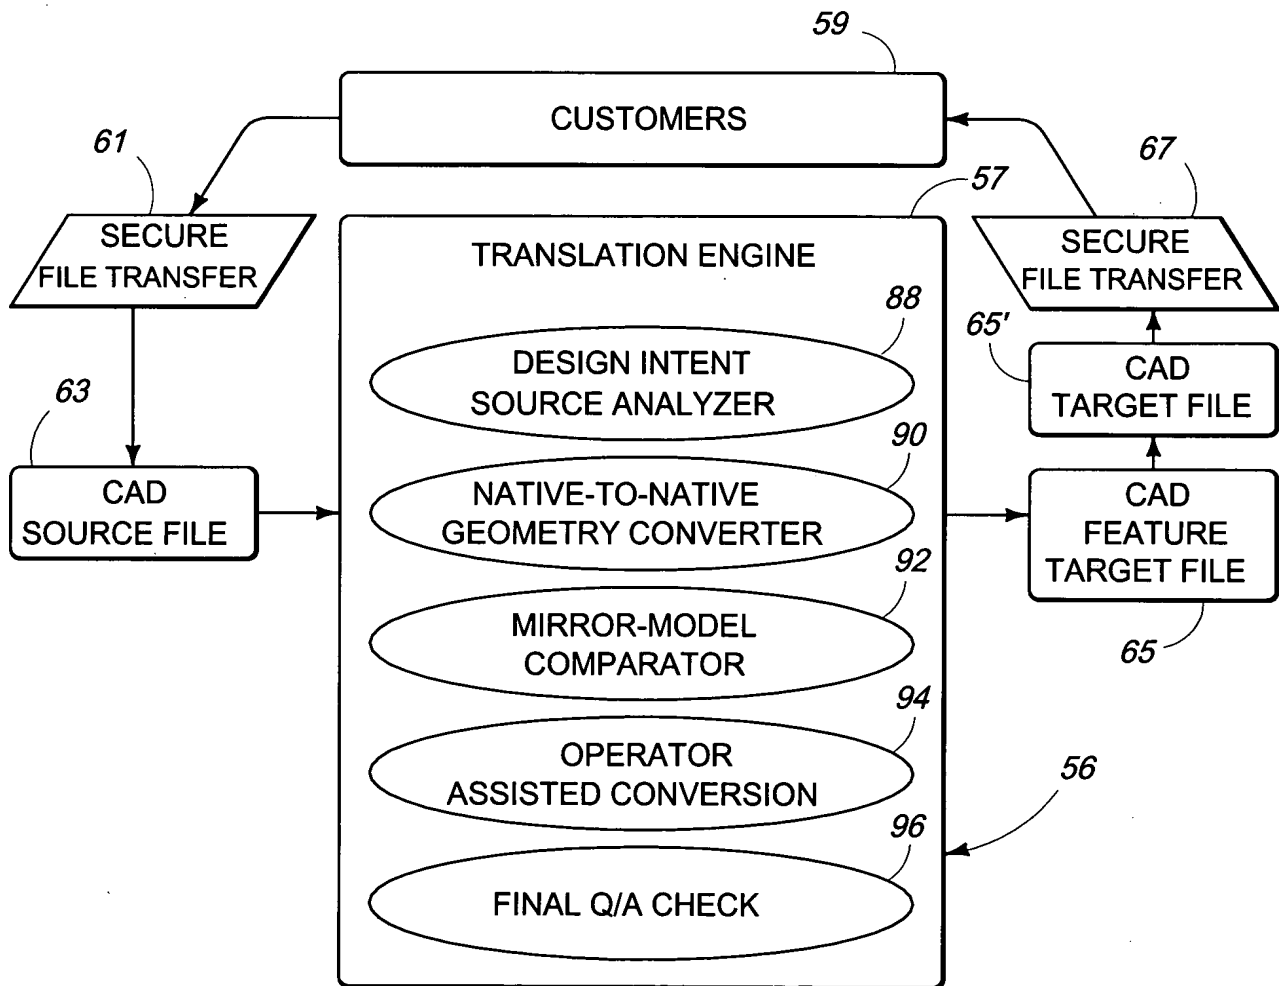 59
CUSTOMERS
61
SECURE
FILE TRANSFER
63
CAD
SOURCE FILE
57
TRANSLATION ENGINE
88
DESIGN INTENT
SOURCE ANALYZER
90
NATIVE-TO-NATIVE
GEOMETRY CONVERTER
92
MIRROR-MODEL
COMPARATOR
94
OPERATOR
ASSISTED CONVERSION
96
FINAL Q/A CHECK
56
67
SECURE
FILE TRANSFER
65'
CAD
TARGET FILE
CAD
FEATURE
TARGET FILE
65